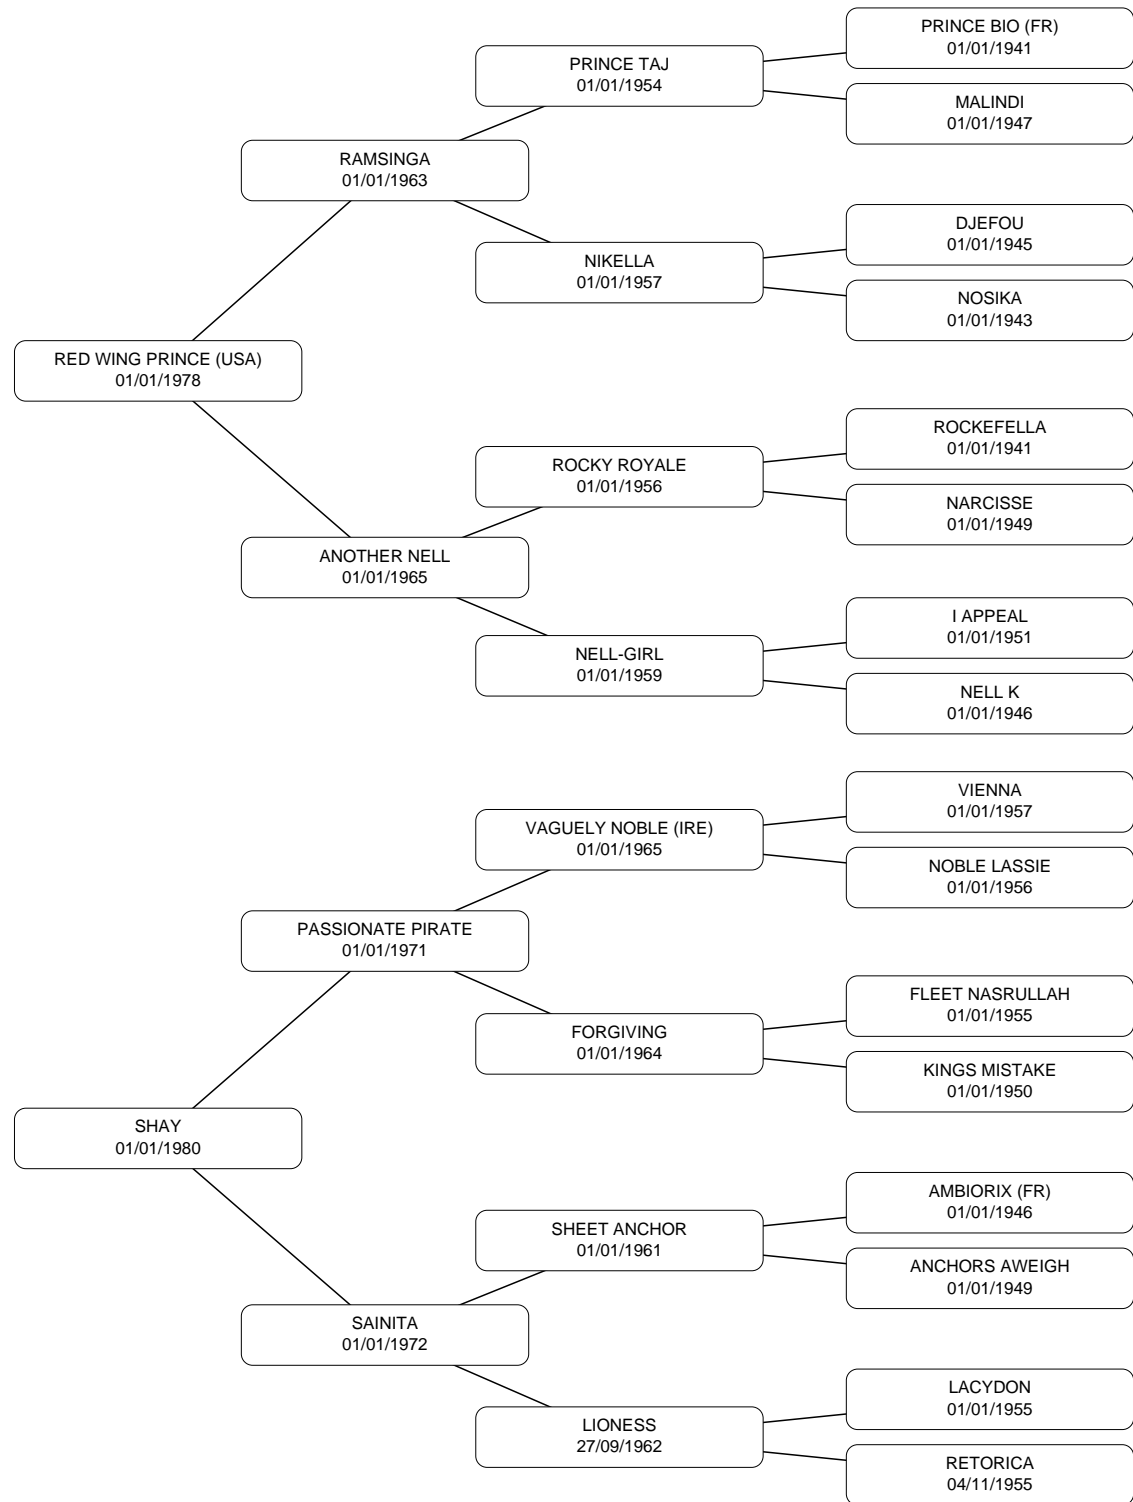 PRINCE BIO (FR)
01/01/1941
PRINCE TAJ
01/01/1954
MALINDI
01/01/1947
RAMSINGA
01/01/1963
DJEFOU
01/01/1945
NIKELLA
01/01/1957
NOSIKA
01/01/1943
RED WING PRINCE (USA)
01/01/1978
ROCKEFELLA
01/01/1941
ROCKY ROYALE
01/01/1956
NARCISSE
01/01/1949
ANOTHER NELL
01/01/1965
I APPEAL
01/01/1951
NELL-GIRL
01/01/1959
NELL K
01/01/1946
VIENNA
01/01/1957
VAGUELY NOBLE (IRE)
01/01/1965
NOBLE LASSIE
01/01/1956
PASSIONATE PIRATE
01/01/1971
FLEET NASRULLAH
01/01/1955
FORGIVING
01/01/1964
KINGS MISTAKE
01/01/1950
SHAY
01/01/1980
AMBIORIX (FR)
01/01/1946
SHEET ANCHOR
01/01/1961
ANCHORS AWEIGH
01/01/1949
SAINITA
01/01/1972
LACYDON
01/01/1955
LIONESS
27/09/1962
RETORICA
04/11/1955